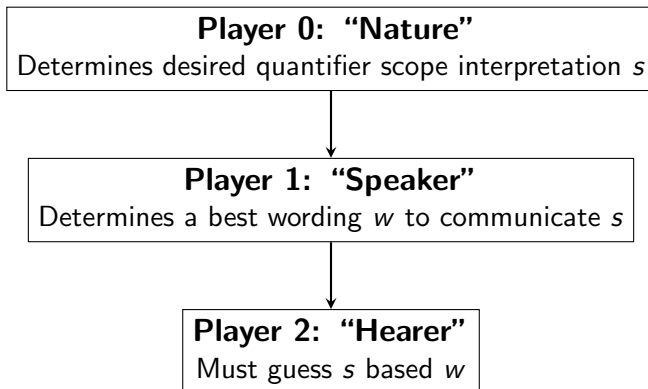 Player 0: “Nature”
Determines desired quantifier scope interpretation s
Player 1: “Speaker”
Determines a best wording w to communicate s
Player 2: “Hearer”
Must guess s based w